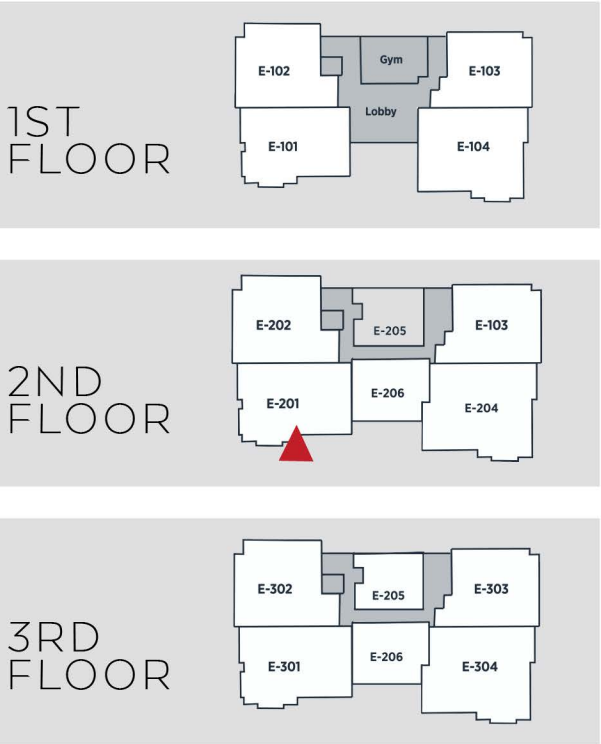 1ST
FLOOR
E-102
Gym
E-103
Lobby
E-101
E-104
2ND
FLOOR
E-202
E-205
E-103
E-201
E-206
E-204
3RD
FLOOR
E-302
E-205
E-303
E-301
E-206
E-304